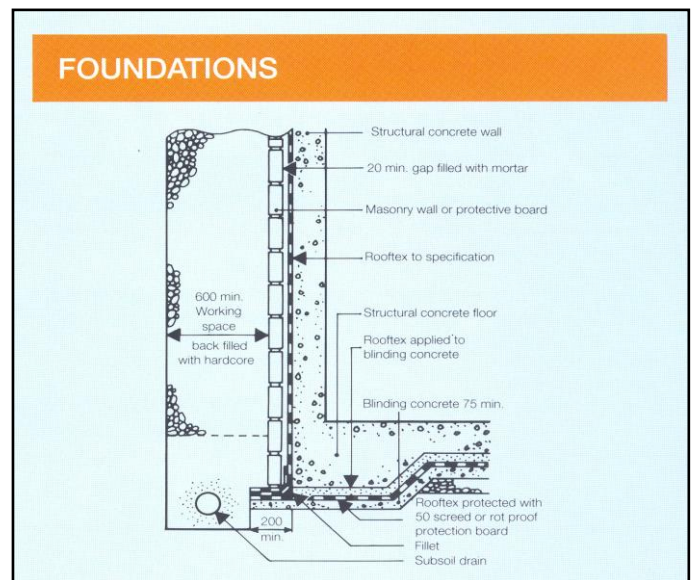 FOUNDATIONS
Structural concrete wall
20 min. gap filled with mortar
Masonry wall or protective board
Rooftex to specification
600 min.
Working
space
back filled
with hardcore
Structural concrete floor
Rooftex applied to
blinding concrete
Blinding concrete 75 min.
Rooftex protected with
50 screed or rot proof
protection board
200
min.
Fillet
Subsoil drain